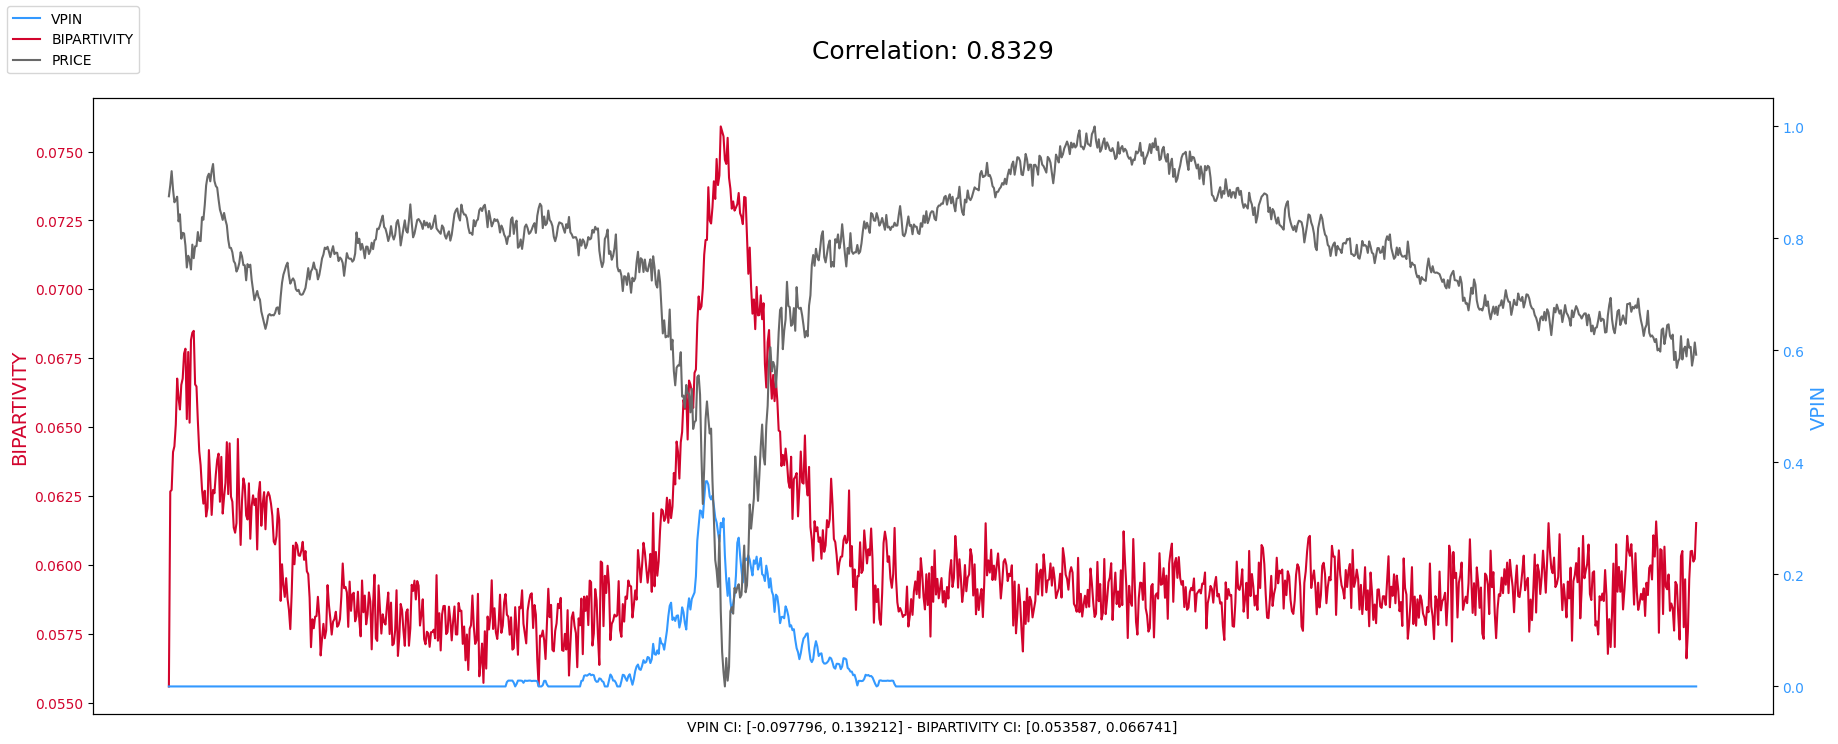 VPIN
BIPARTIVITY
PRICE
Correlation: 0.8329
BIPARTIVITY
0.0750
0.0725
0.0700
0.0675
0.0650
0.0625
0.0600
0.0575
0.0550
1.0
0.8
0.6
0.4
0.2
0.0
VPIN
VPIN CI: [-0.097796, 0.139212] - BIPARTIVITY CI: [0.053587, 0.066741]